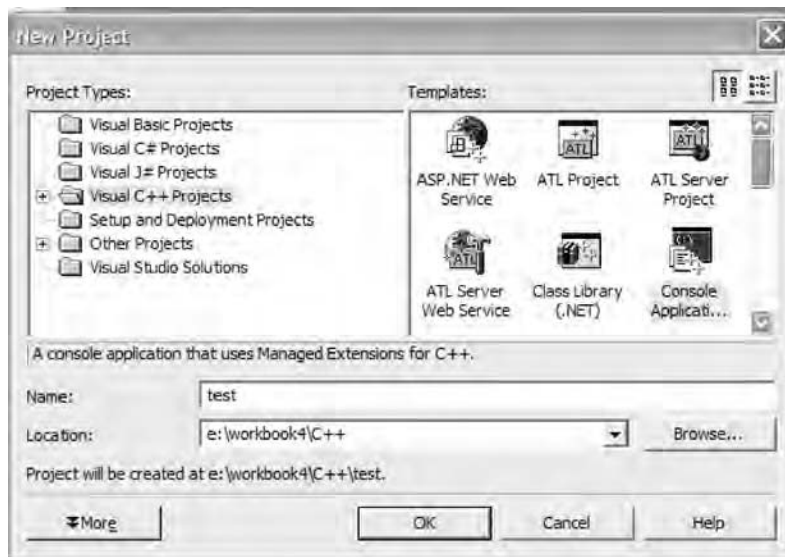 New Project
Project Types:
Templates:
Visual Basic Projects
Visual C# Projects
Visual J# Projects
Visual C++ Projects
Setup and Deployment Projects
Other Projects
Visual Studio Solutions
ASP.NET Web
Service
ATL Project
ATL Server
Project
ATL Server
Web Service
Class Library
(.NET)
Console
Applicati...
A console application that uses Managed Extensions for C++.
Name:
test
Location:
e:\workbook4\C++
Browse...
Project will be created at e:\workbook4\C++\test.
More
OK
Cancel
Help